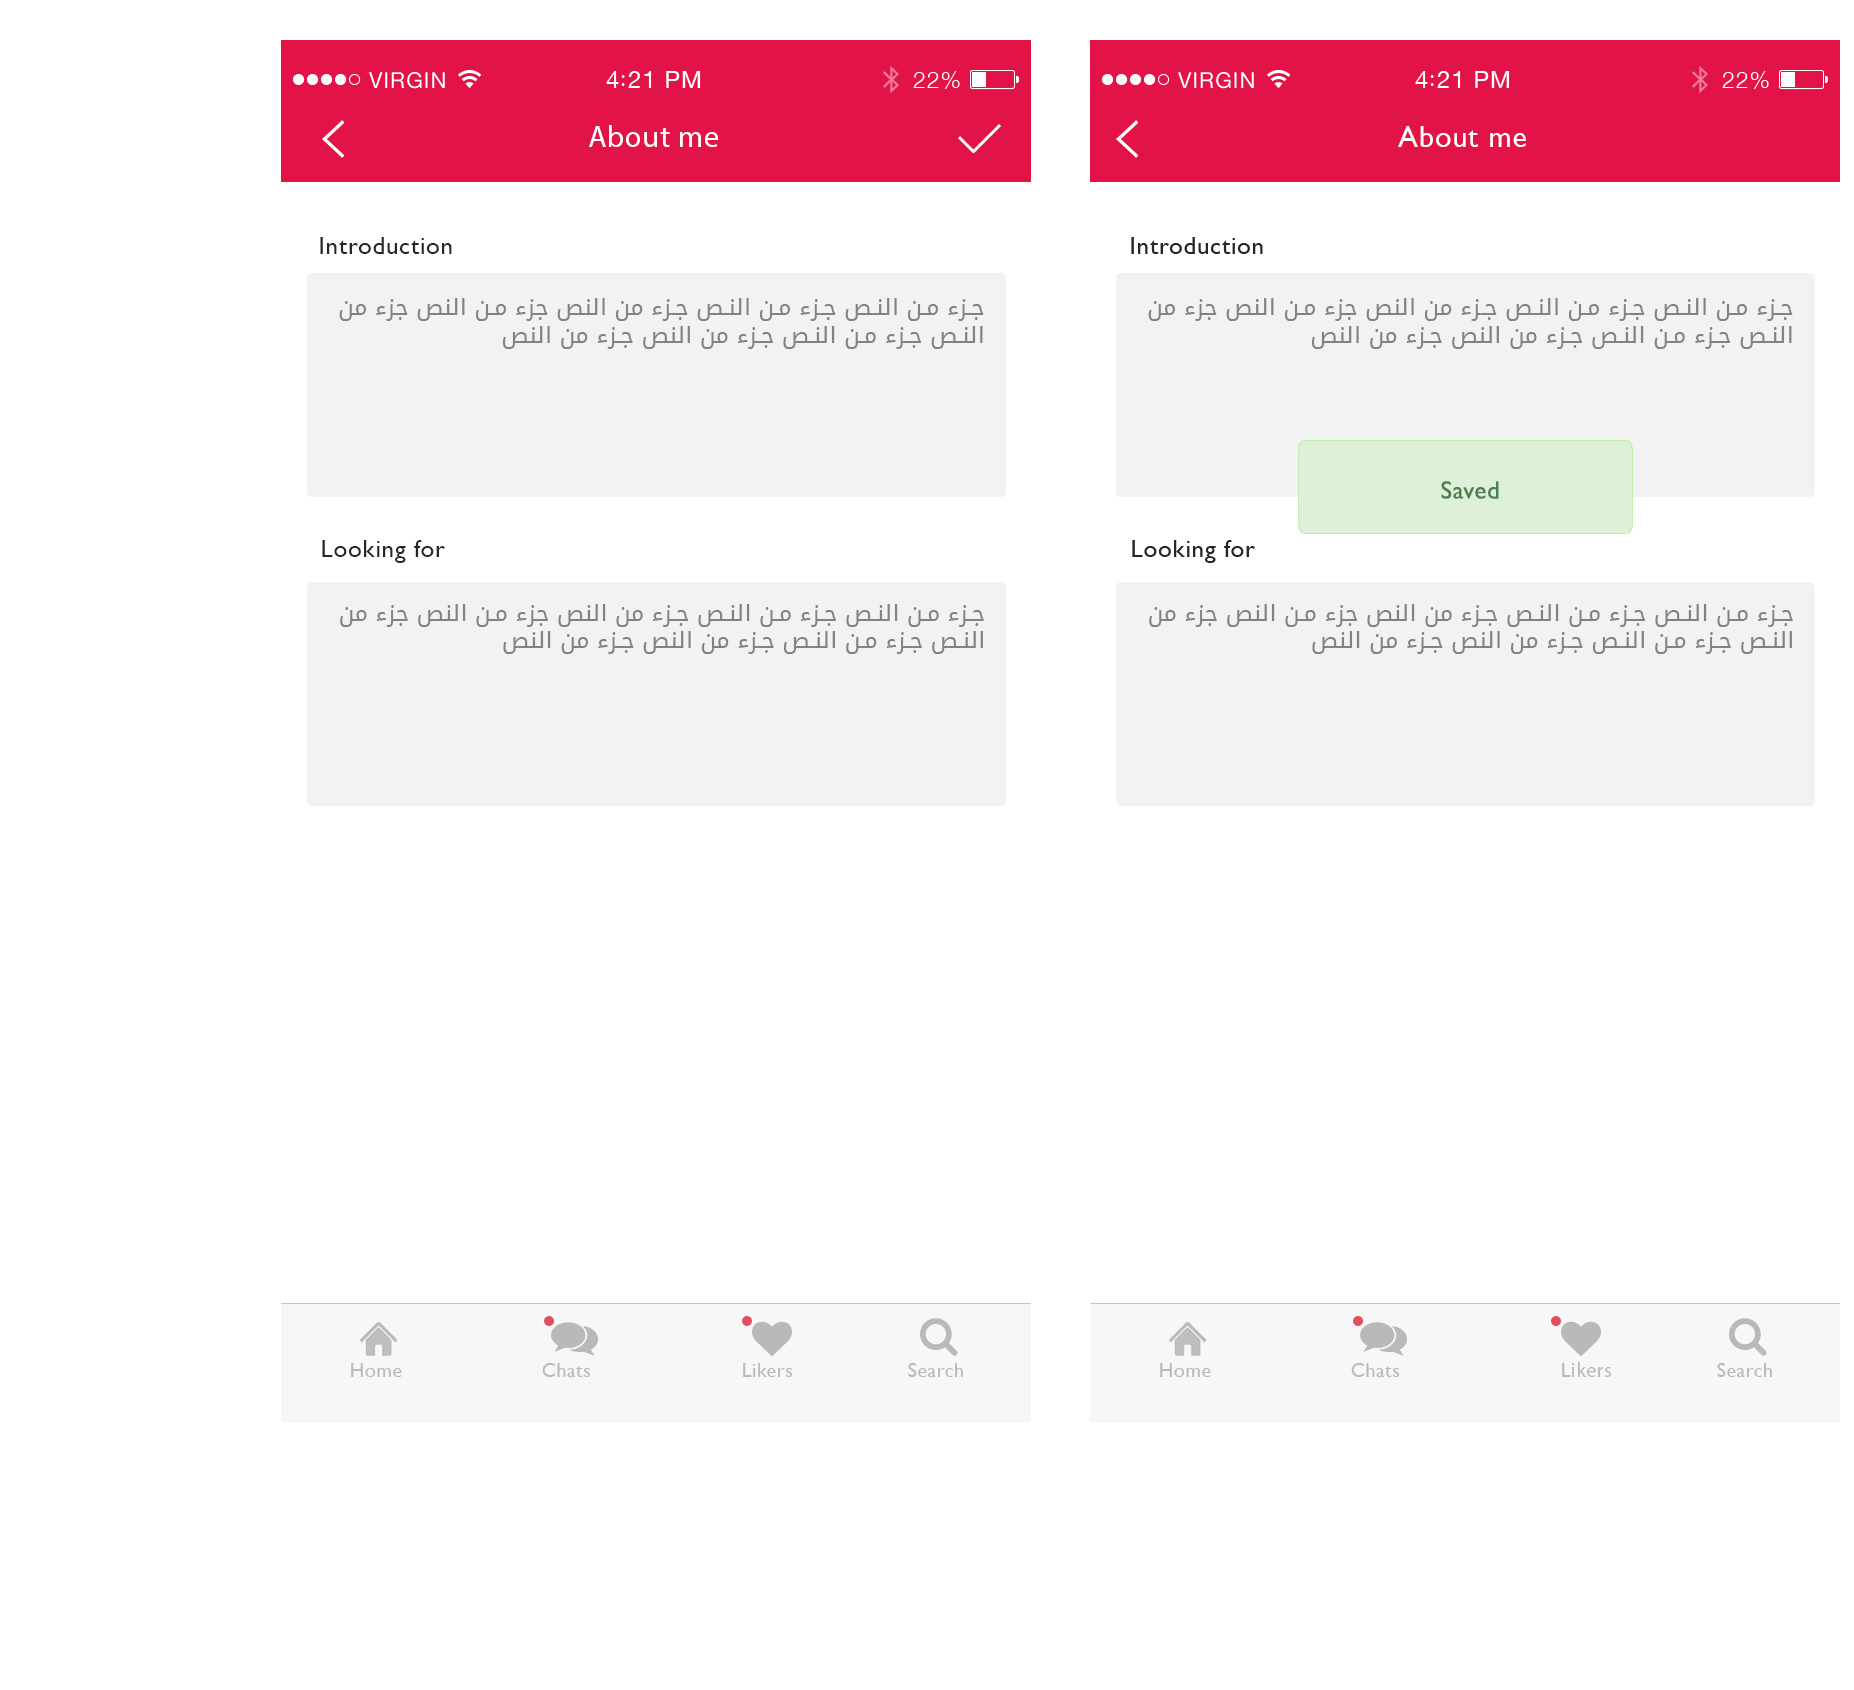 VIRGIN 4:21 PM 22%
About me
Introduction
جزء من النص جزء من النص جزء من النص جزء من النص جزء من
النص جزء من النص جزء من النص جزء من النص
Looking for
جزء من النص جزء من النص جزء من النص جزء من النص جزء من
النص جزء من النص جزء من النص جزء من النص
Home Chats Likers Search
VIRGIN 4:21 PM 22%
About me
Introduction
جزء من النص جزء من النص جزء من النص جزء من النص جزء من
النص جزء من النص جزء من النص جزء من النص
Saved
Looking for
جزء من النص جزء من النص جزء من النص جزء من النص جزء من
النص جزء من النص جزء من النص جزء من النص
Home Chats Likers Search